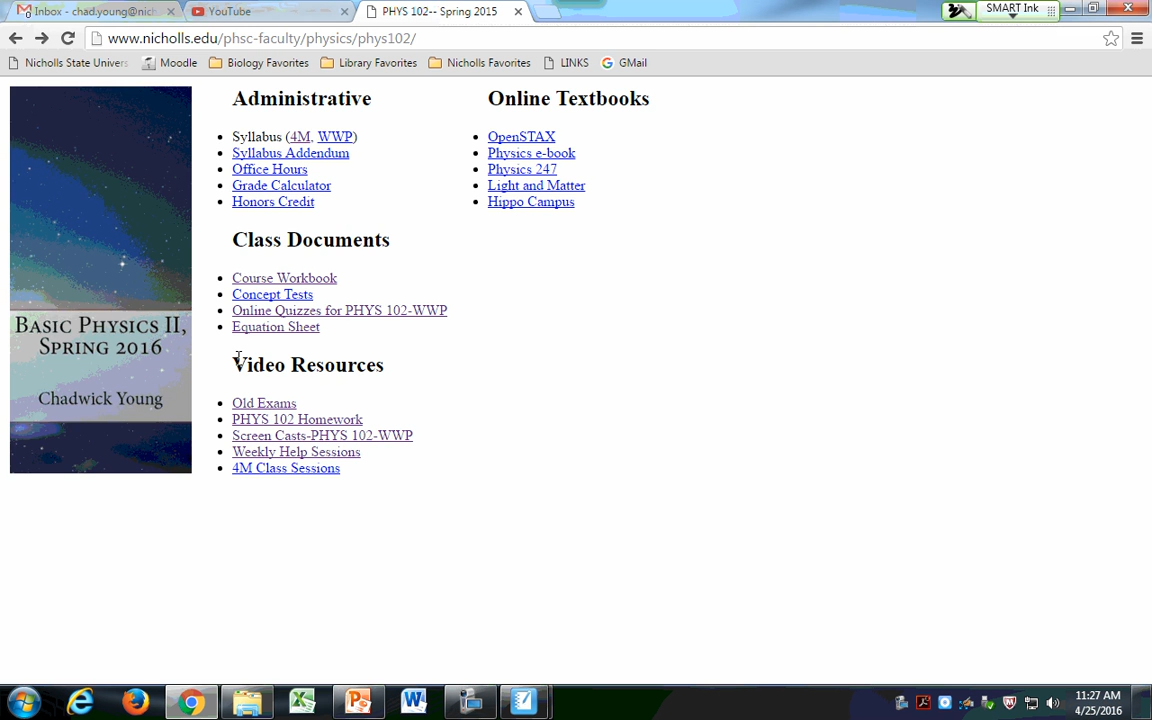 Inbox - chad.young@nich
YouTube
PHYS 102-- Spring 2015
SMART Ink
www.nicholls.edu/phsc-faculty/physics/phys102/
Nicholls State Univers
Moodle
Biology Favorites
Library Favorites
Nicholls Favorites
LINKS
GMail
BASIC PHYSICS II,
SPRING 2016
Chadwick Young
Administrative
Syllabus (4M, WWP)
Syllabus Addendum
Office Hours
Grade Calculator
Honors Credit
Online Textbooks
OpenSTAX
Physics e-book
Physics 247
Light and Matter
Hippo Campus
Class Documents
Course Workbook
Concept Tests
Online Quizzes for PHYS 102-WWP
Equation Sheet
Video Resources
Old Exams
PHYS 102 Homework
Screen Casts-PHYS 102-WWP
Weekly Help Sessions
4M Class Sessions
11:27 AM
4/25/2016